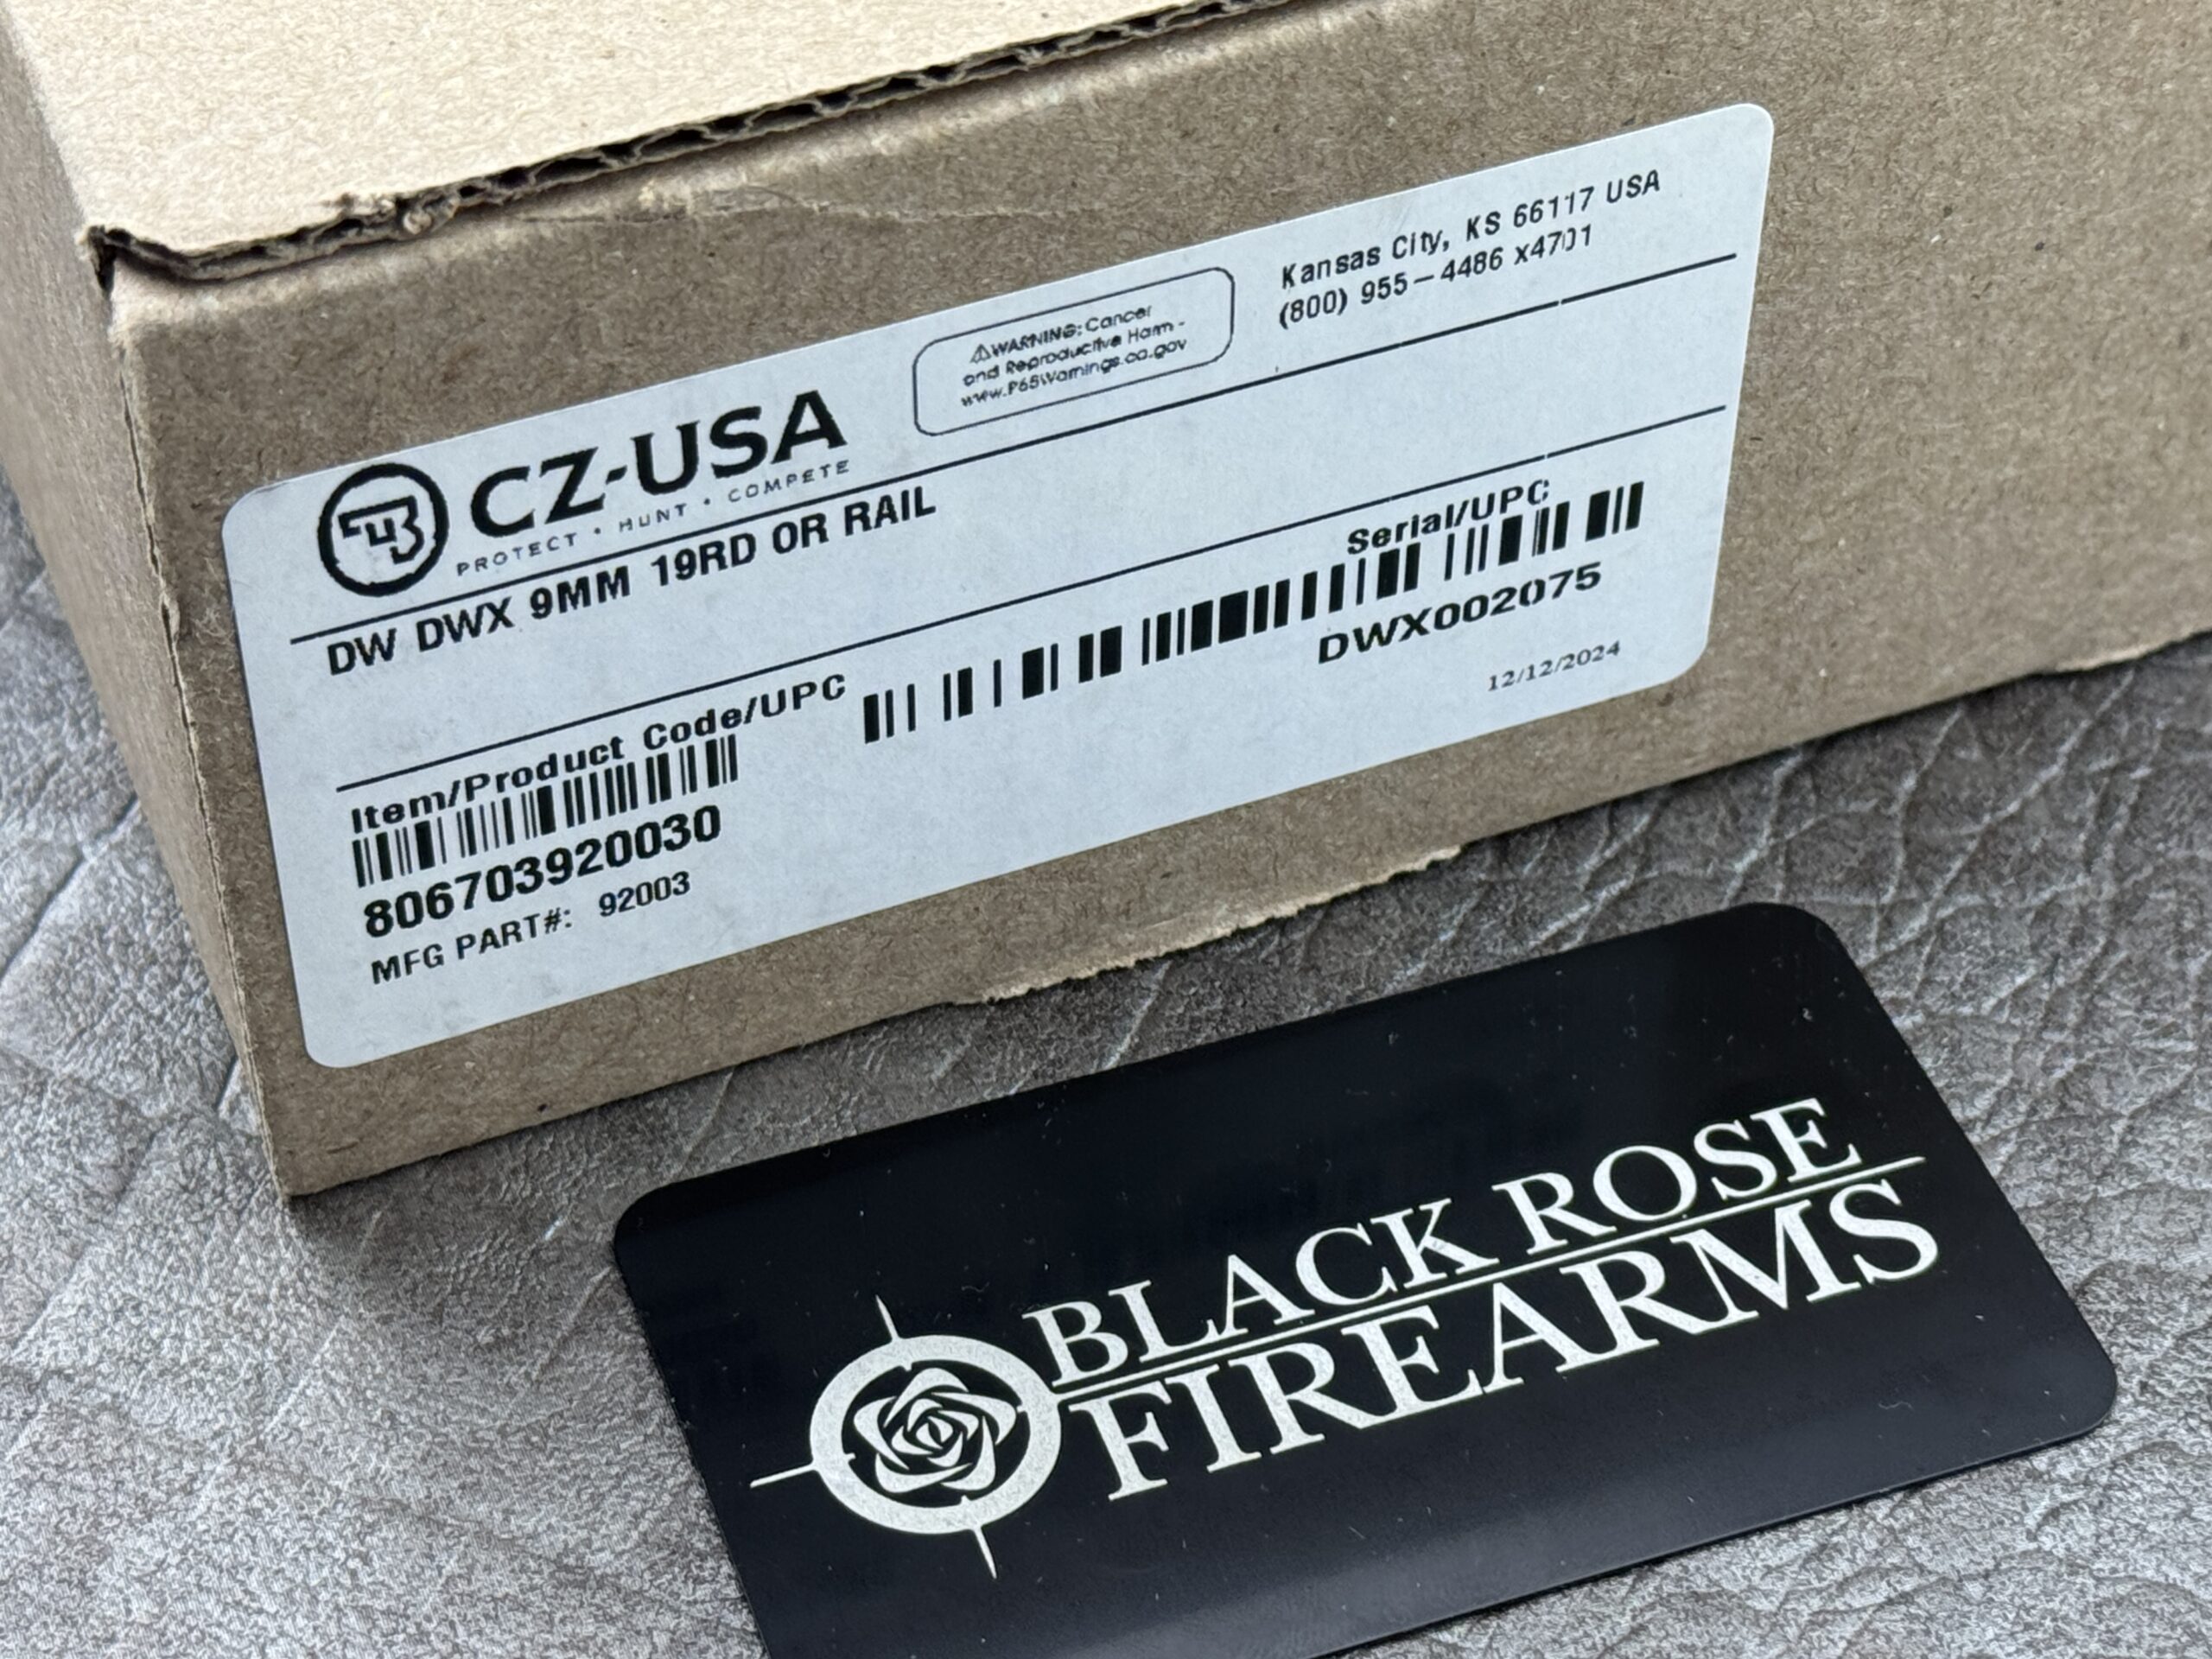 CZ-USA
PROTECT · HUNT · COMPETE
⚠WARNING: Cancer
and Reproductive Harm -
www.P65Warnings.ca.gov
Kansas City, KS 66117 USA
(800) 955-4486 x4701
DW DWX 9MM 19RD OR RAIL
Item/Product Code/UPC
806703920030
MFG PART#: 92003
Serial/UPC
DWX002075
12/12/2024
BLACK ROSE
FIREARMS